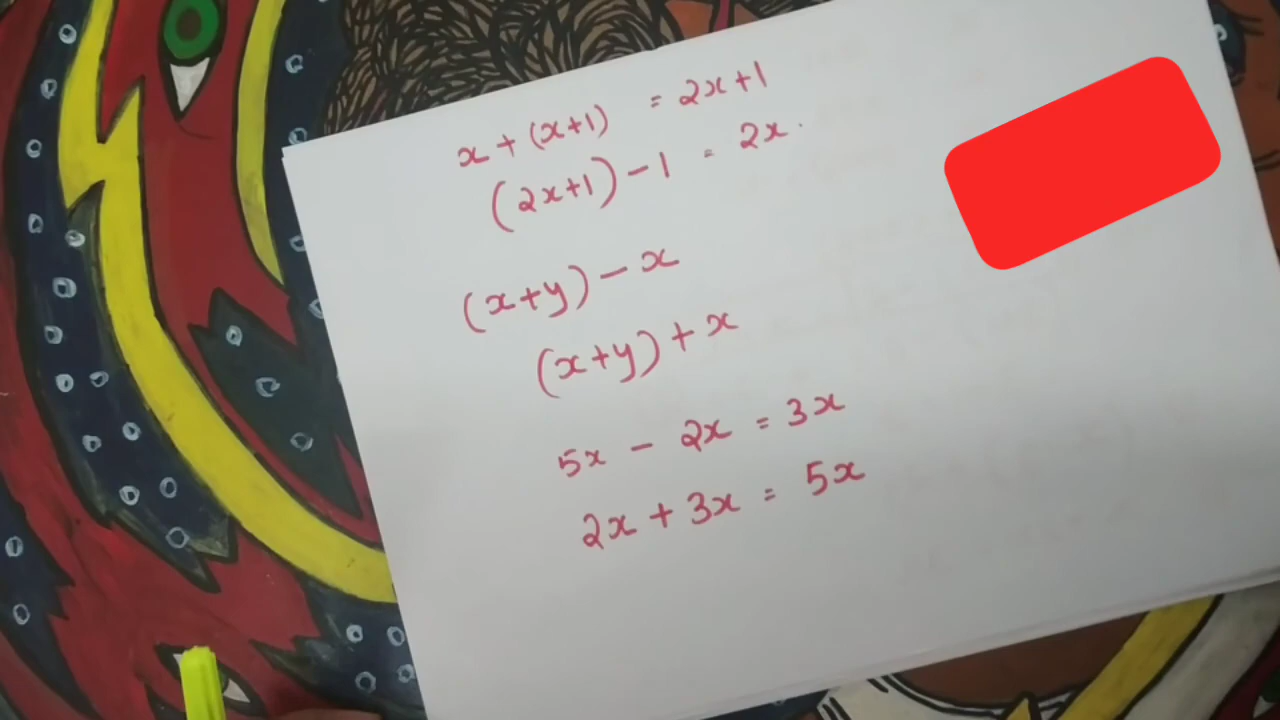 x + (x+1) = 2x+1
(2x+1) - 1 = 2x.
(x+y) - x
(x+y) + x
5x - 2x = 3x
2x + 3x = 5x